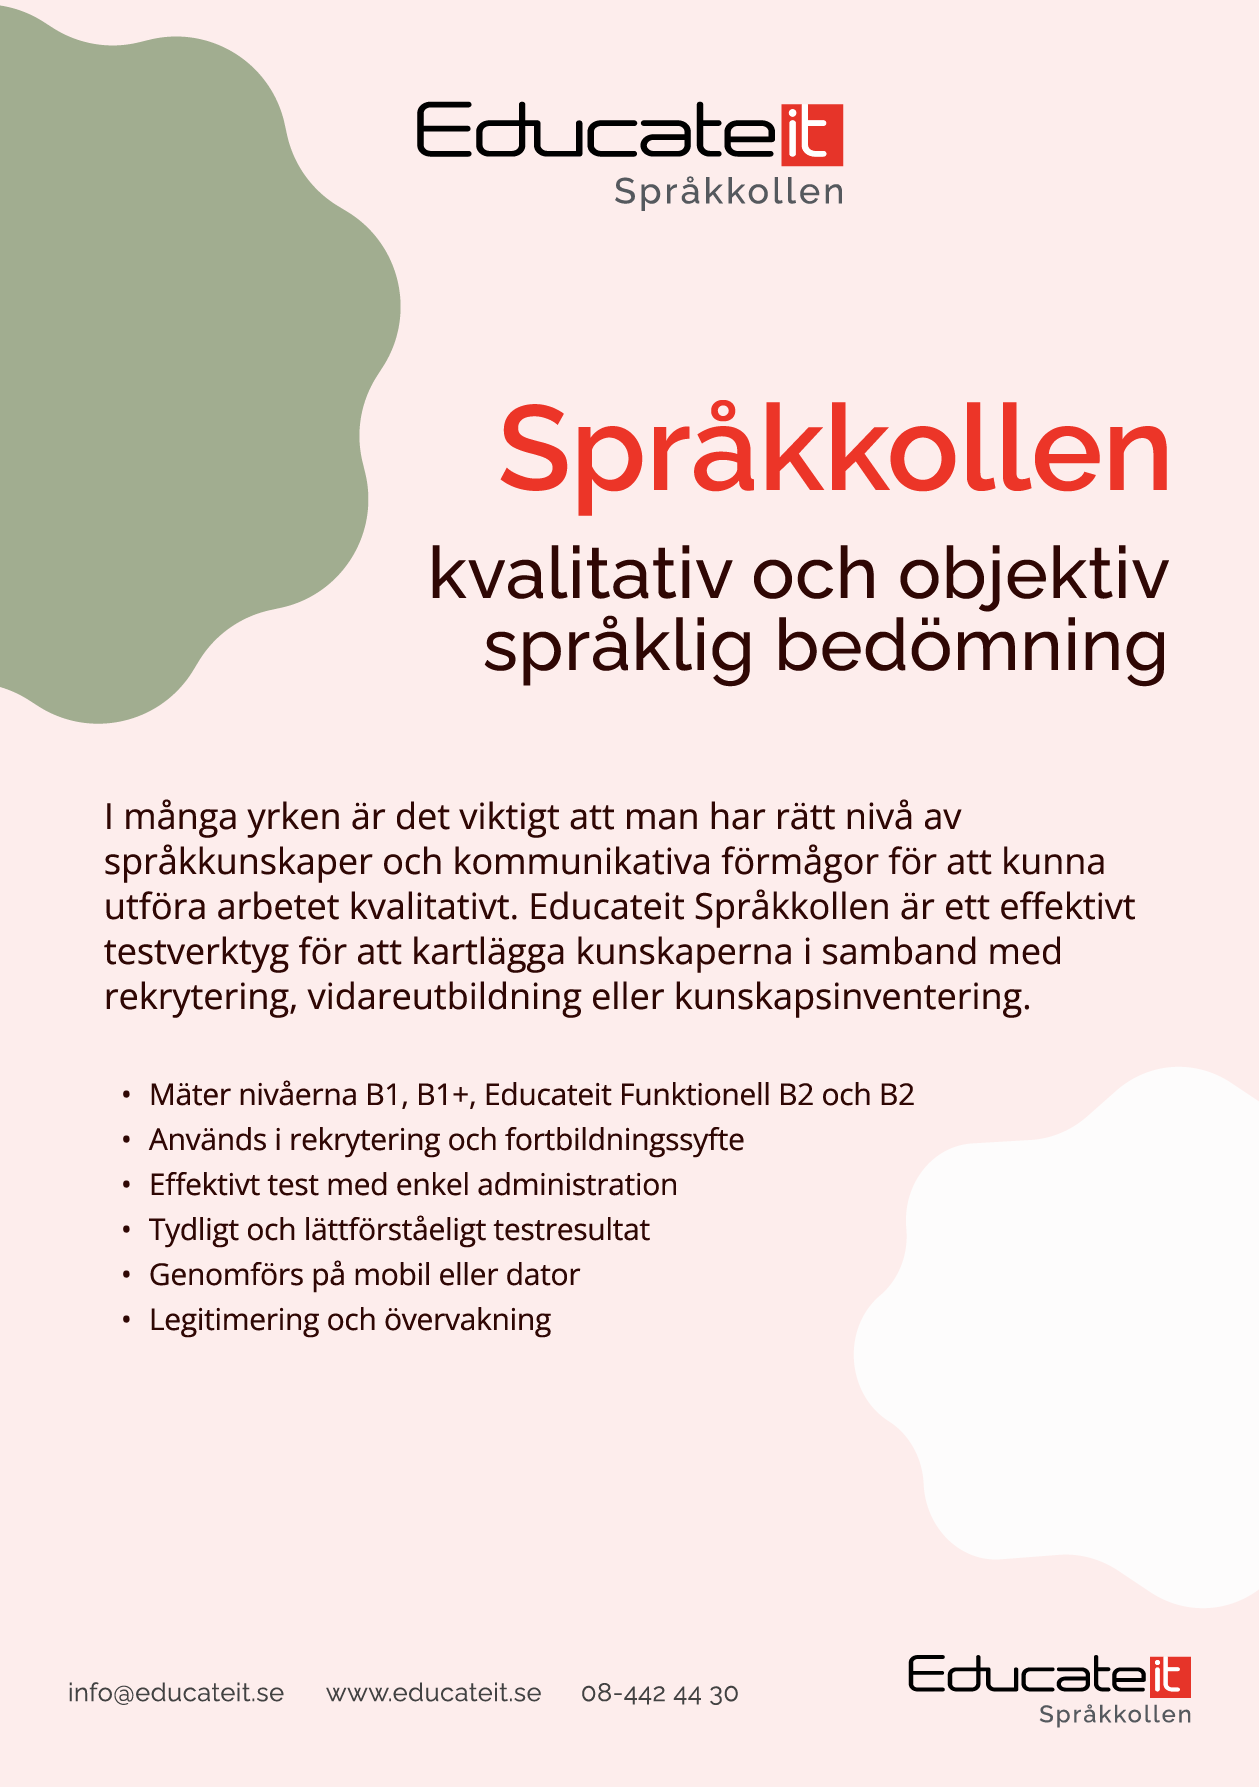 Educateit
Språkkollen
Språkkollen
kvalitativ och objektiv
språklig bedömning
I många yrken är det viktigt att man har rätt nivå av
språkkunskaper och kommunikativa förmågor för att kunna
utföra arbetet kvalitativt. Educateit Språkkollen är ett effektivt
testverktyg för att kartlägga kunskaperna i samband med
rekrytering, vidareutbildning eller kunskapsinventering.
• Mäter nivåerna B1, B1+, Educateit Funktionell B2 och B2
• Används i rekrytering och fortbildningssyfte
• Effektivt test med enkel administration
• Tydligt och lättförståeligt testresultat
• Genomförs på mobil eller dator
• Legitimering och övervakning
info@educateit.se www.educateit.se 08-442 44 30
Educateit
Språkkollen